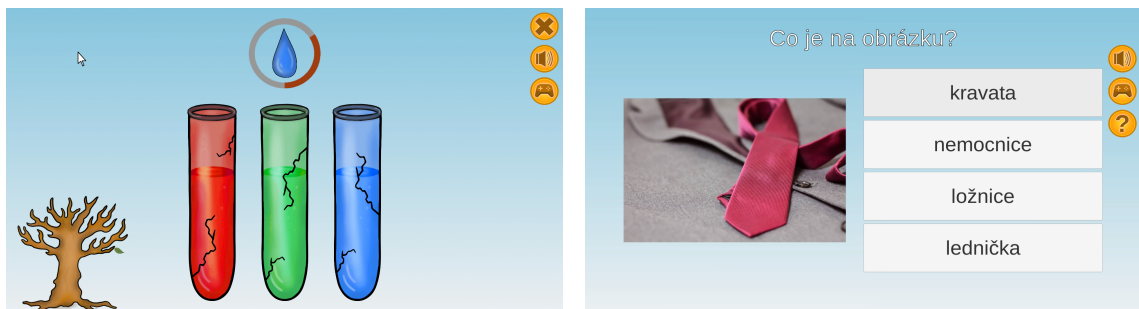 Co je na obrázku?
kravata
nemocnice
ložnice
lednička
?